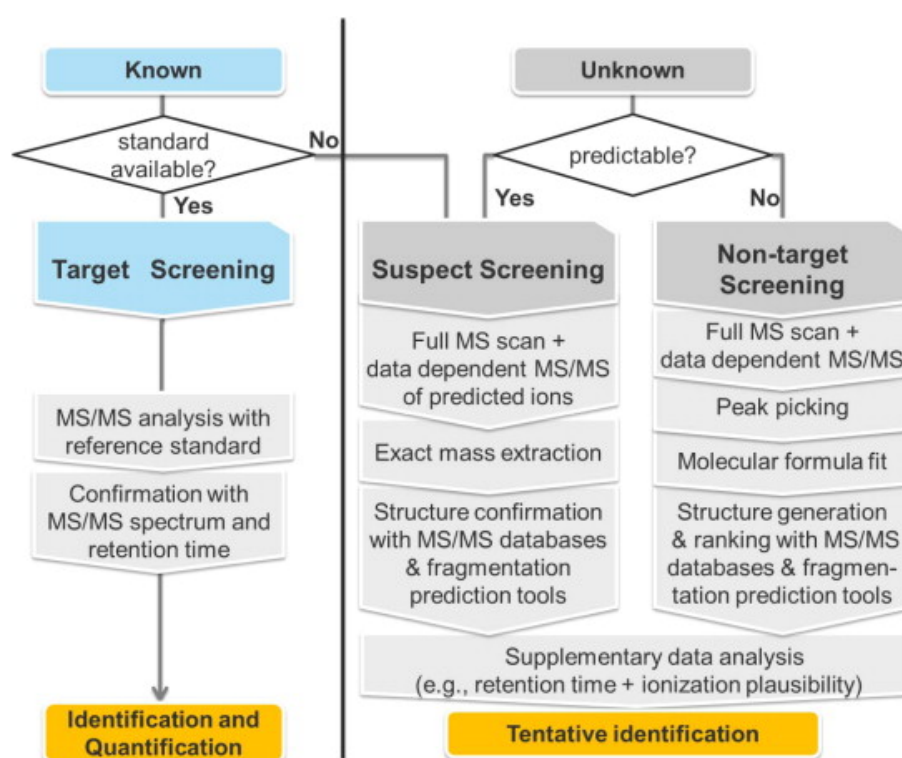 Known
standard
available?
No
Yes
Target Screening
MS/MS analysis with
reference standard
Confirmation with
MS/MS spectrum and
retention time
Identification and
Quantification
Unknown
predictable?
Yes
No
Suspect Screening
Full MS scan +
data dependent MS/MS
of predicted ions
Exact mass extraction
Structure confirmation
with MS/MS databases
& fragmentation
prediction tools
Non-target
Screening
Full MS scan +
data dependent MS/MS
Peak picking
Molecular formula fit
Structure generation
& ranking with MS/MS
databases & fragmen-
tation prediction tools
Supplementary data analysis
(e.g., retention time + ionization plausibility)
Tentative identification